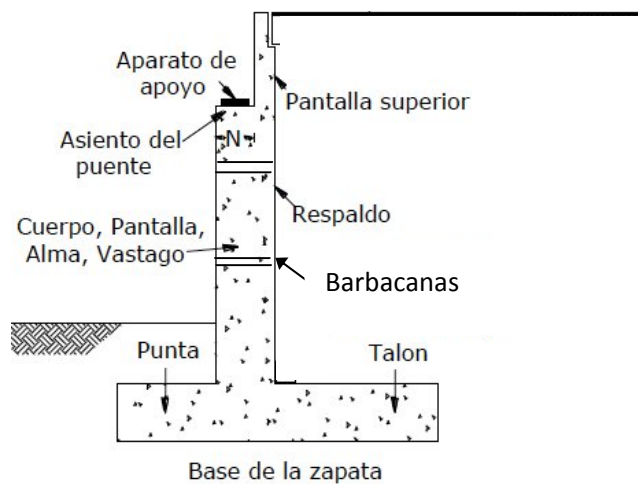 Aparato de
apoyo
Pantalla superior
Asiento del
puente
N
Respaldo
Cuerpo, Pantalla,
Alma, Vastago
Barbacanas
Punta
Talon
Base de la zapata